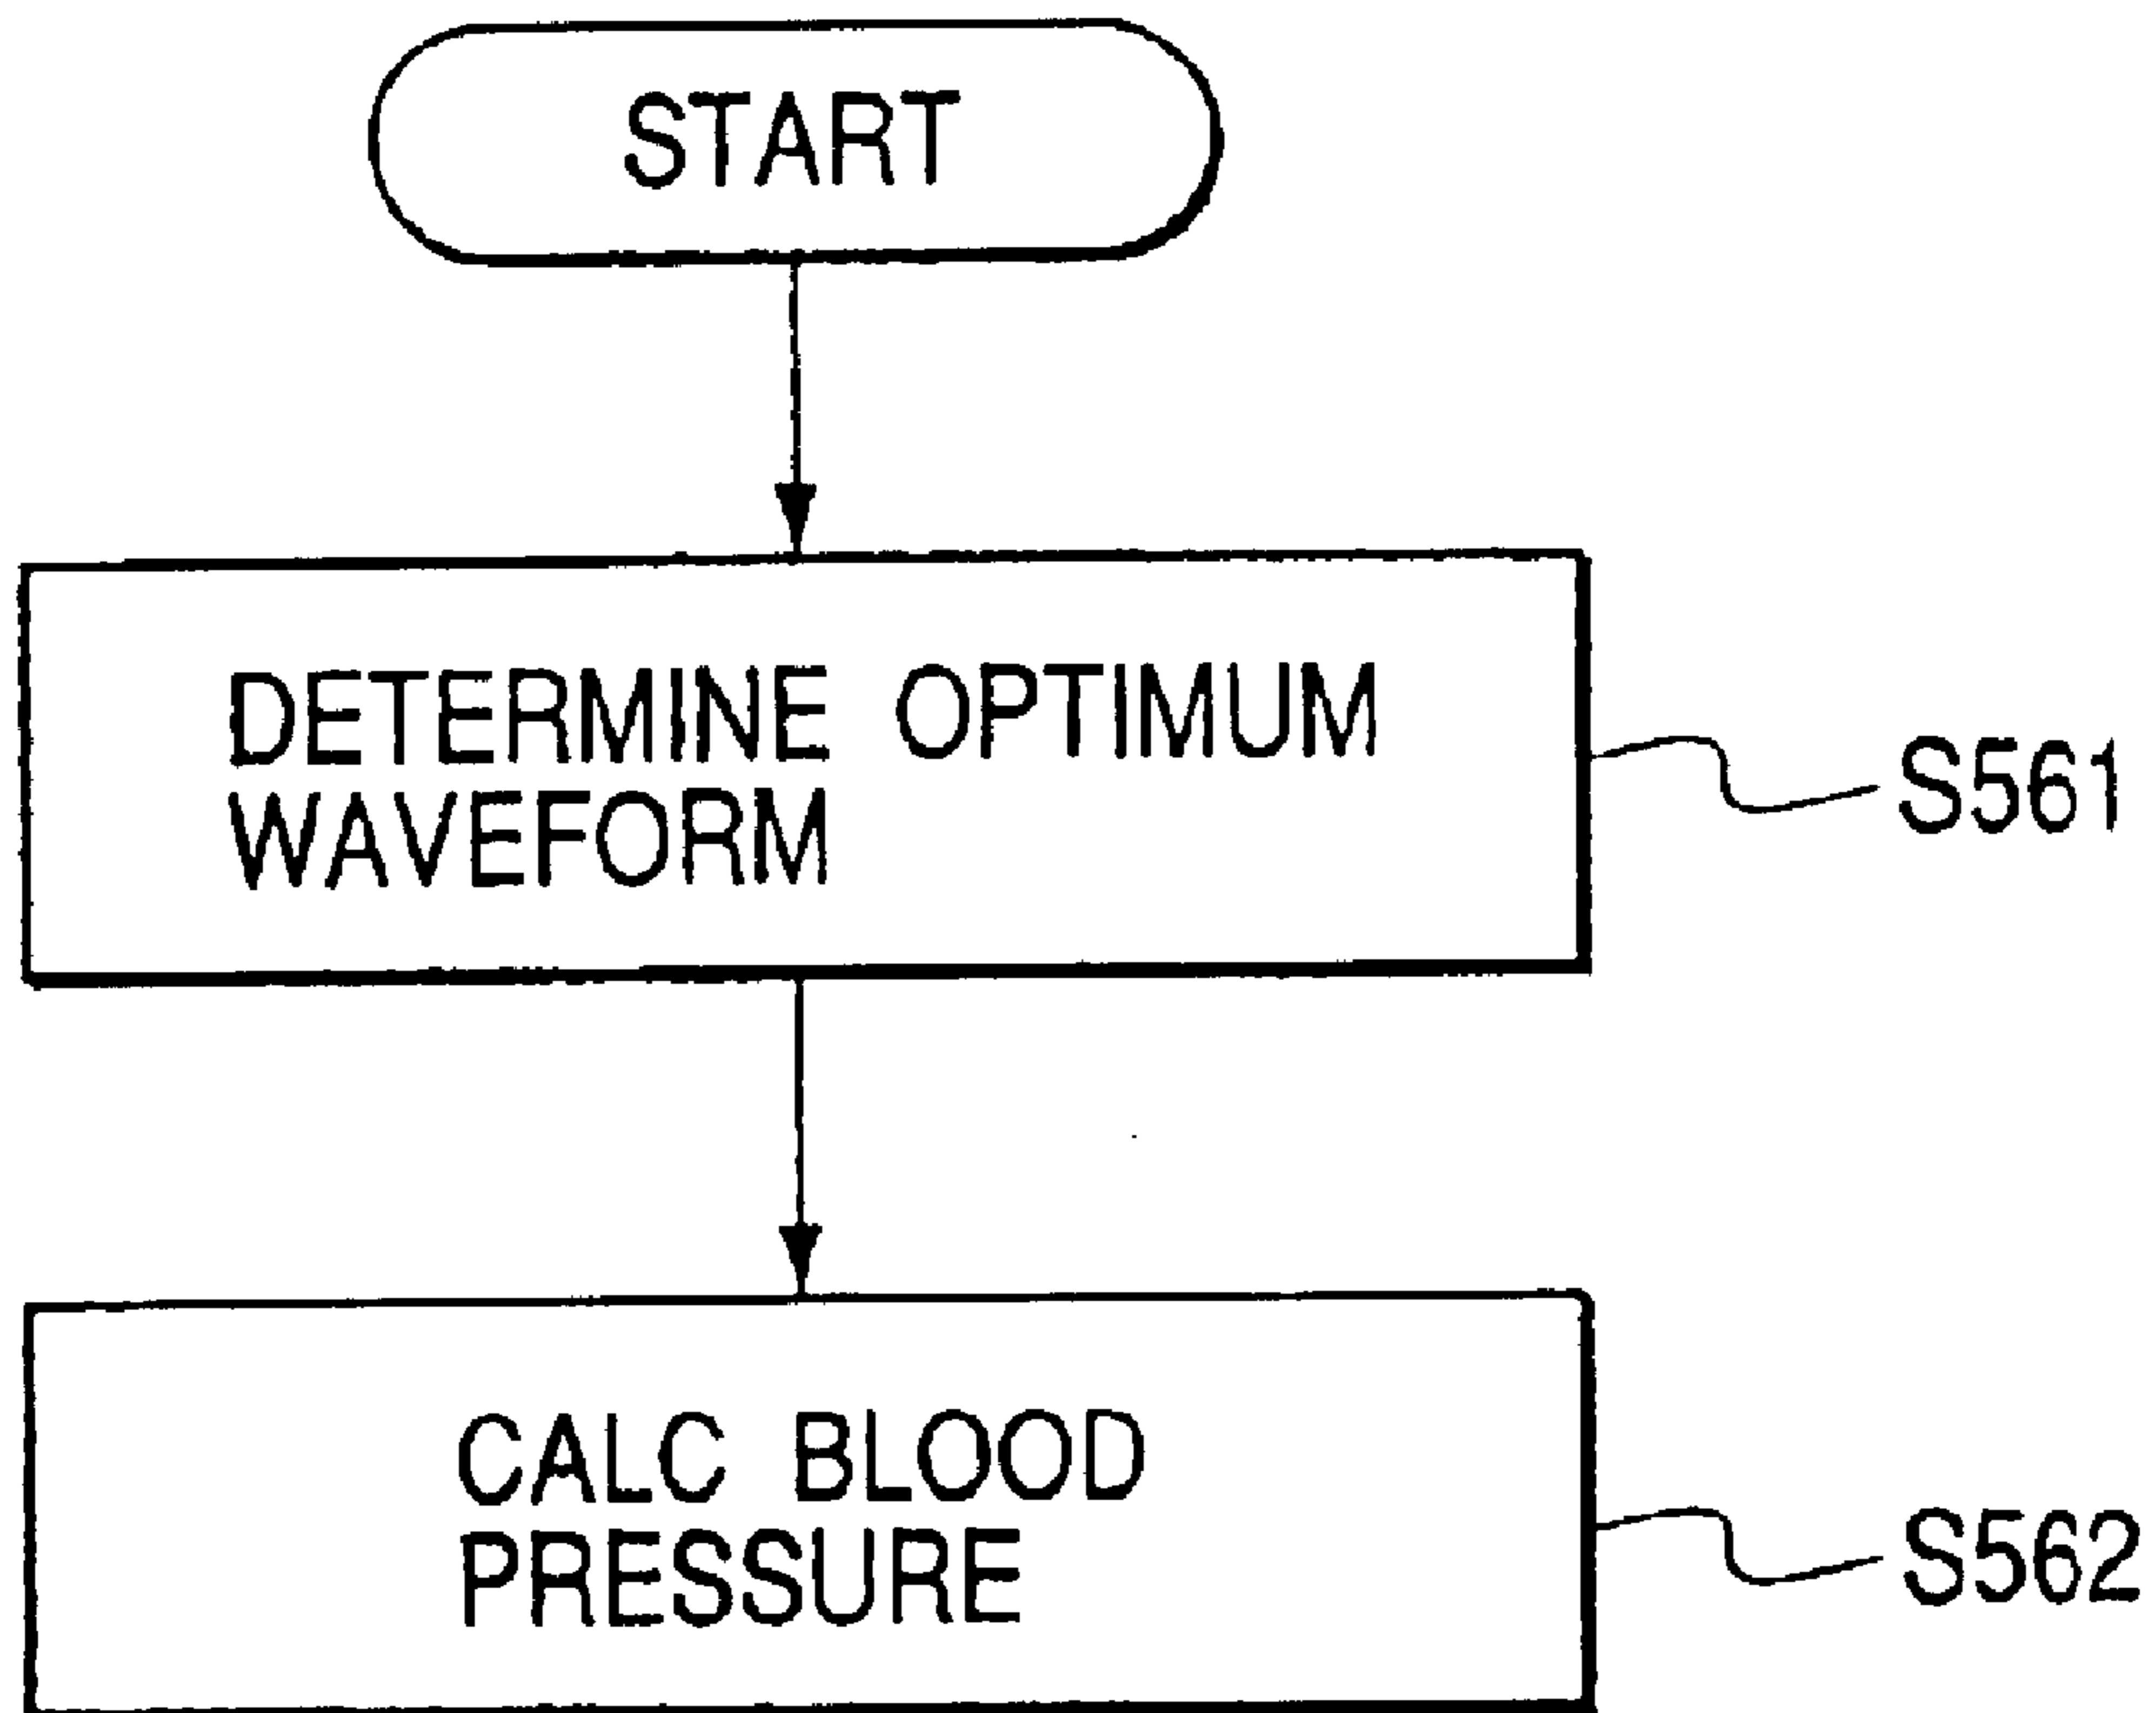 START
DETERMINE OPTIMUM
WAVEFORM
S561
CALC BLOOD
PRESSURE
S562